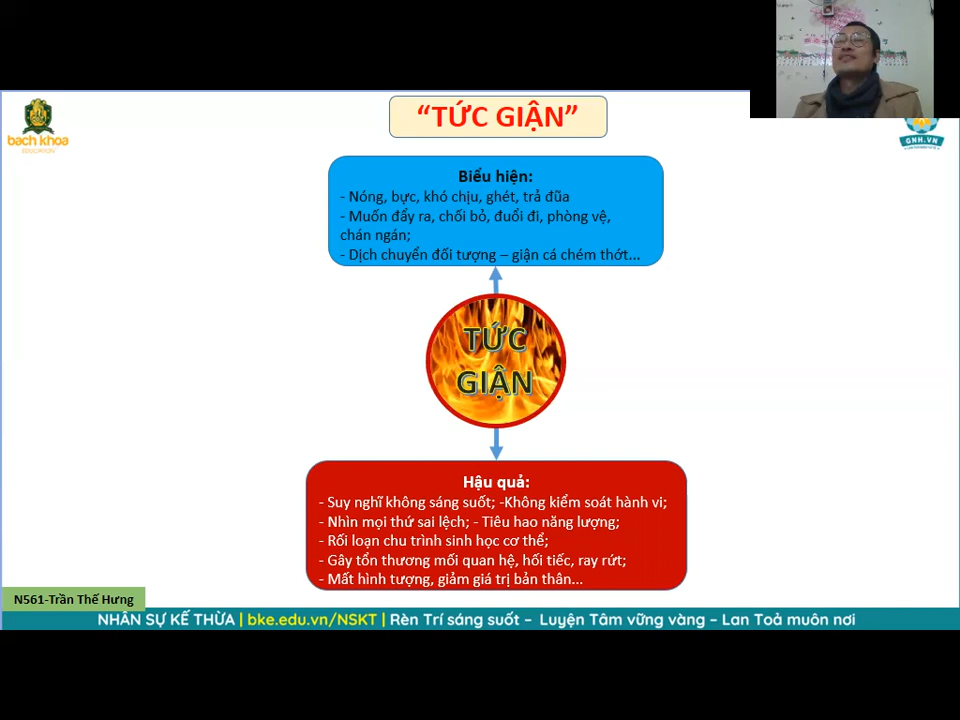 bach khoa
EDUCATION
“TỨC GIẬN”
GNH.VN
Biểu hiện:
- Nóng, bực, khó chịu, ghét, trả đũa
- Muốn đẩy ra, chối bỏ, đuổi đi, phòng vệ,
chán ngán;
- Dịch chuyển đối tượng – giận cá chém thớt...
TỨC
GIẬN
Hậu quả:
- Suy nghĩ không sáng suốt; -Không kiểm soát hành vi;
- Nhìn mọi thứ sai lệch; - Tiêu hao năng lượng;
- Rối loạn chu trình sinh học cơ thể;
- Gây tổn thương mối quan hệ, hối tiếc, ray rứt;
- Mất hình tượng, giảm giá trị bản thân...
N561-Trần Thế Hưng
NHÂN SỰ KẾ THỪA | bke.edu.vn/NSKT | Rèn Trí sáng suốt – Luyện Tâm vững vàng – Lan Toả muôn nơi